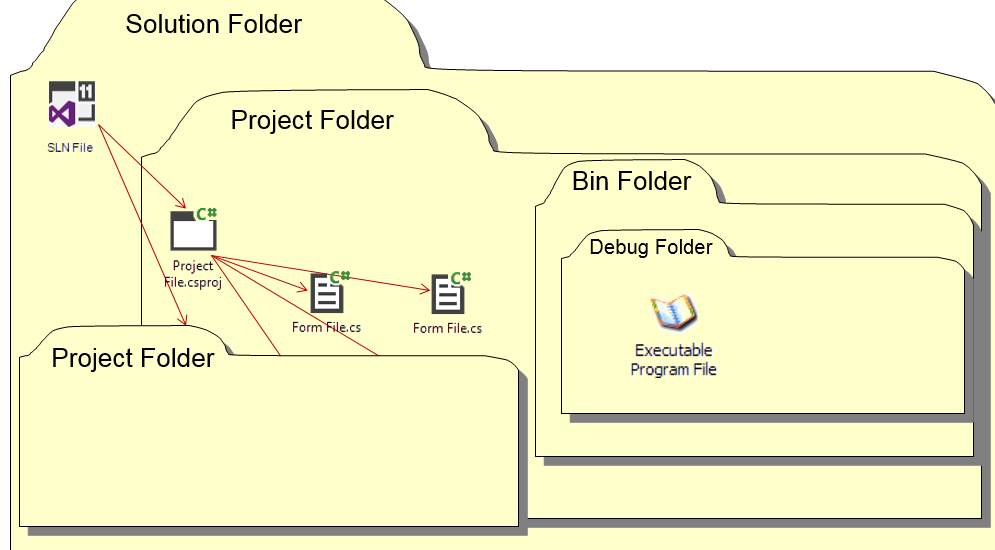 Solution Folder
11
SLN File
Project Folder
C#
Project
File.csproj
C#
Form File.cs
C#
Form File.cs
Bin Folder
Debug Folder
Executable
Program File
Project Folder